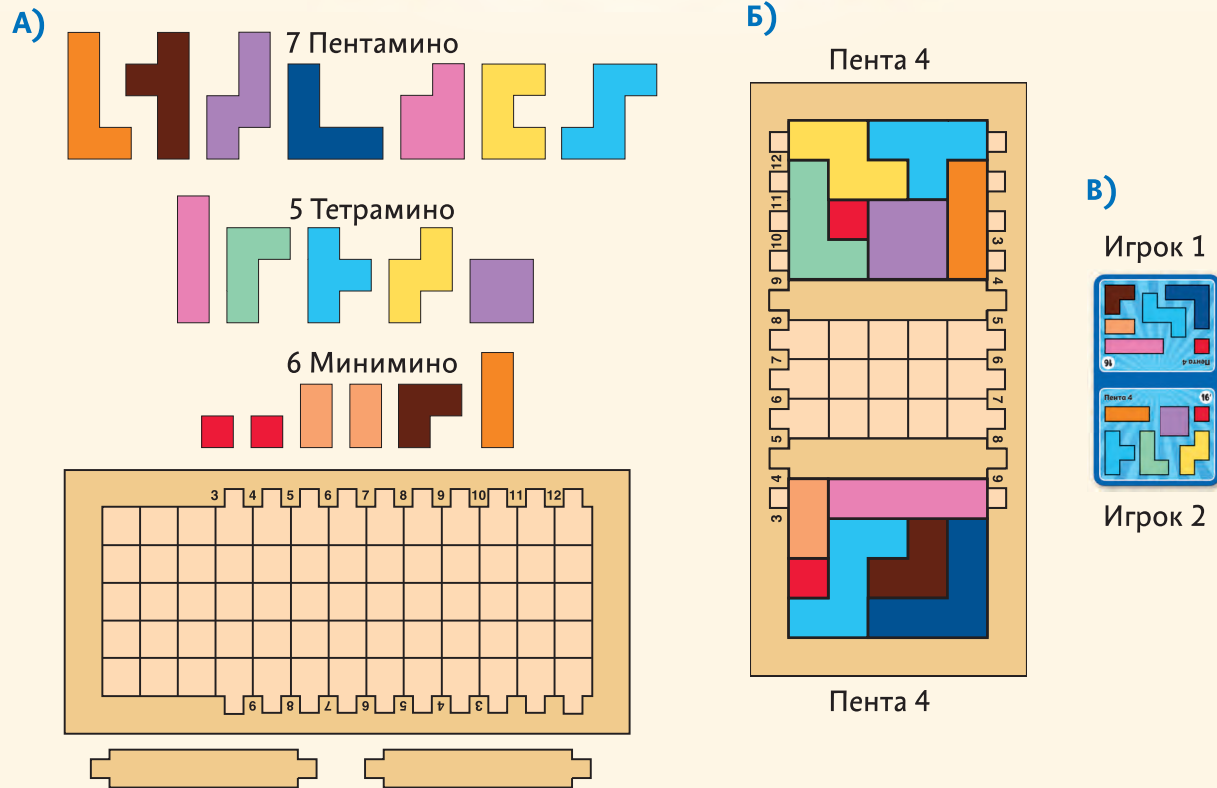 А)
7 Пентамино
5 Тетрамино
6 Минимино
3 4 5 6 7 8 9 10 11 12
9 8 7 6 5 4 3
Б)
Пента 4
12
11
10
9
8
7
6
5
4
3
3
4
5
6
7
8
9
Пента 4
В)
Игрок 1
16
Пента 4
Пента 4
16
Игрок 2